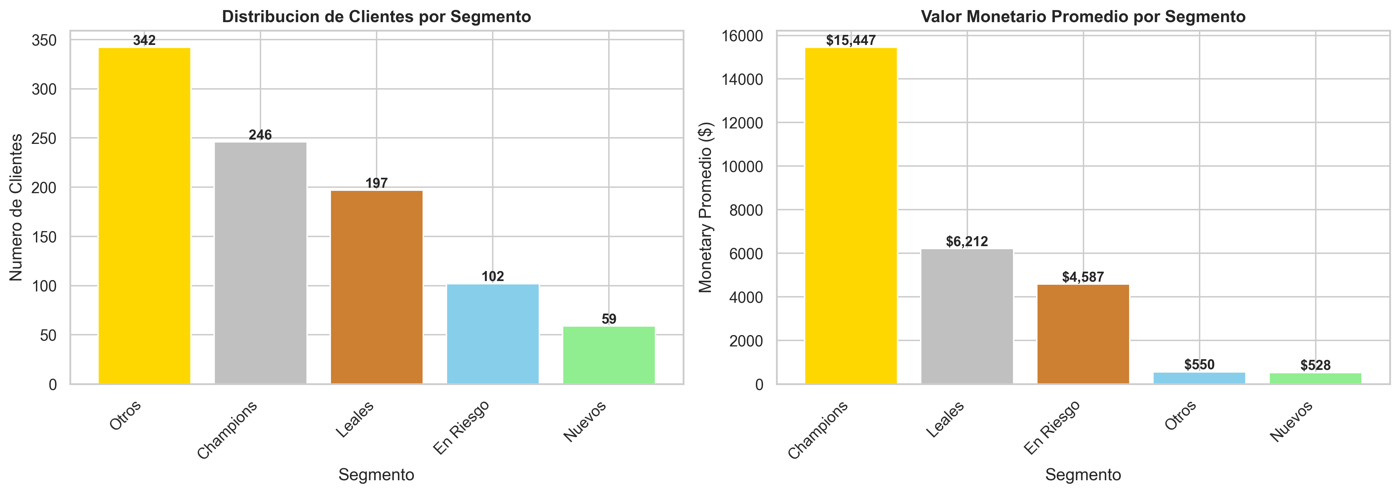 Distribucion de Clientes por Segmento
Numero de Clientes
350
300
250
200
150
100
50
0
342
246
197
102
59
Otros
Champions
Leales
En Riesgo
Nuevos
Segmento
Valor Monetario Promedio por Segmento
Monetary Promedio ($)
16000
14000
12000
10000
8000
6000
4000
2000
0
$15,447
$6,212
$4,587
$550
$528
Champions
Leales
En Riesgo
Otros
Nuevos
Segmento